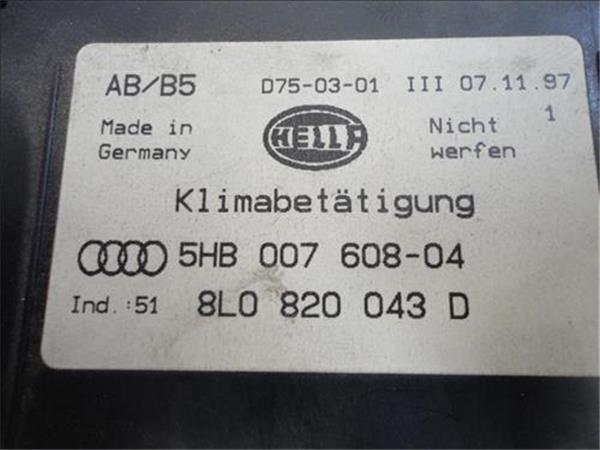 AB/B5 D75-03-01 III 07.11.97
Made in Germany
HELLA
Nicht werfen
1
Klimabetätigung
5HB 007 608-04
Ind.:51 8L0 820 043 D